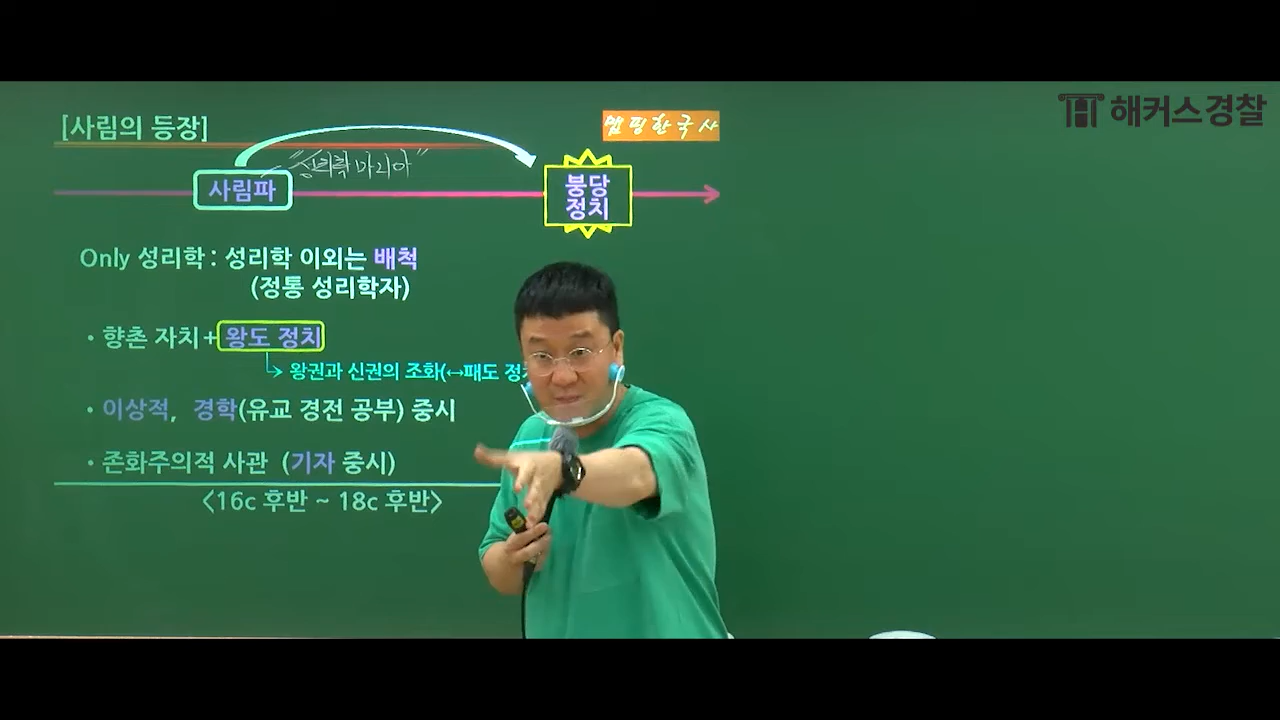 해커스경찰
[사림의 등장]
맵핑한국사
"성리학 마리아"
사림파
붕당
정치
Only 성리학 : 성리학 이외는 배척
(정통 성리학자)
· 향촌 자치 + 왕도 정치
왕권과 신권의 조화(↔패도 정
· 이상적, 경학(유교 경전 공부) 중시
· 존화주의적 사관 (기자 중시)
<16c 후반 ~ 18c 후반>